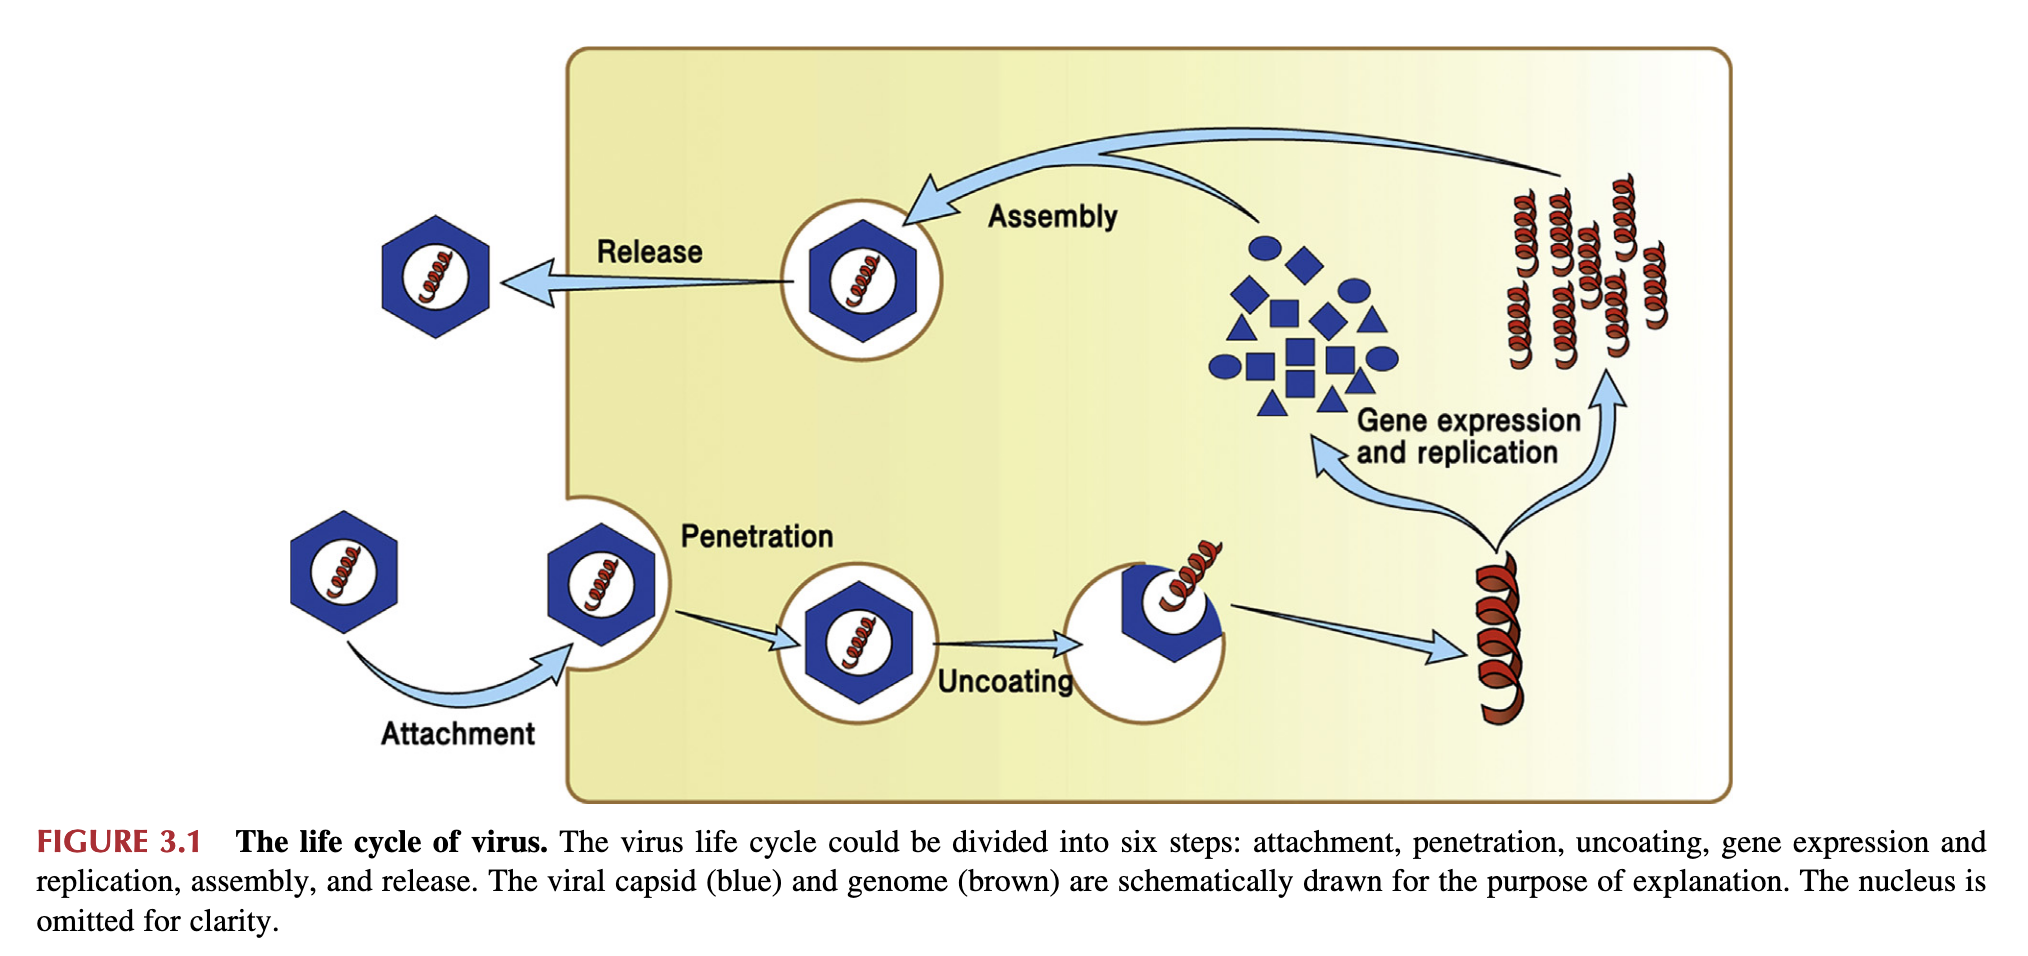 Assembly
Release
Gene expression
and replication
Penetration
Uncoating
Attachment
FIGURE 3.1 The life cycle of virus. The virus life cycle could be divided into six steps: attachment, penetration, uncoating, gene expression and
replication, assembly, and release. The viral capsid (blue) and genome (brown) are schematically drawn for the purpose of explanation. The nucleus is
omitted for clarity.